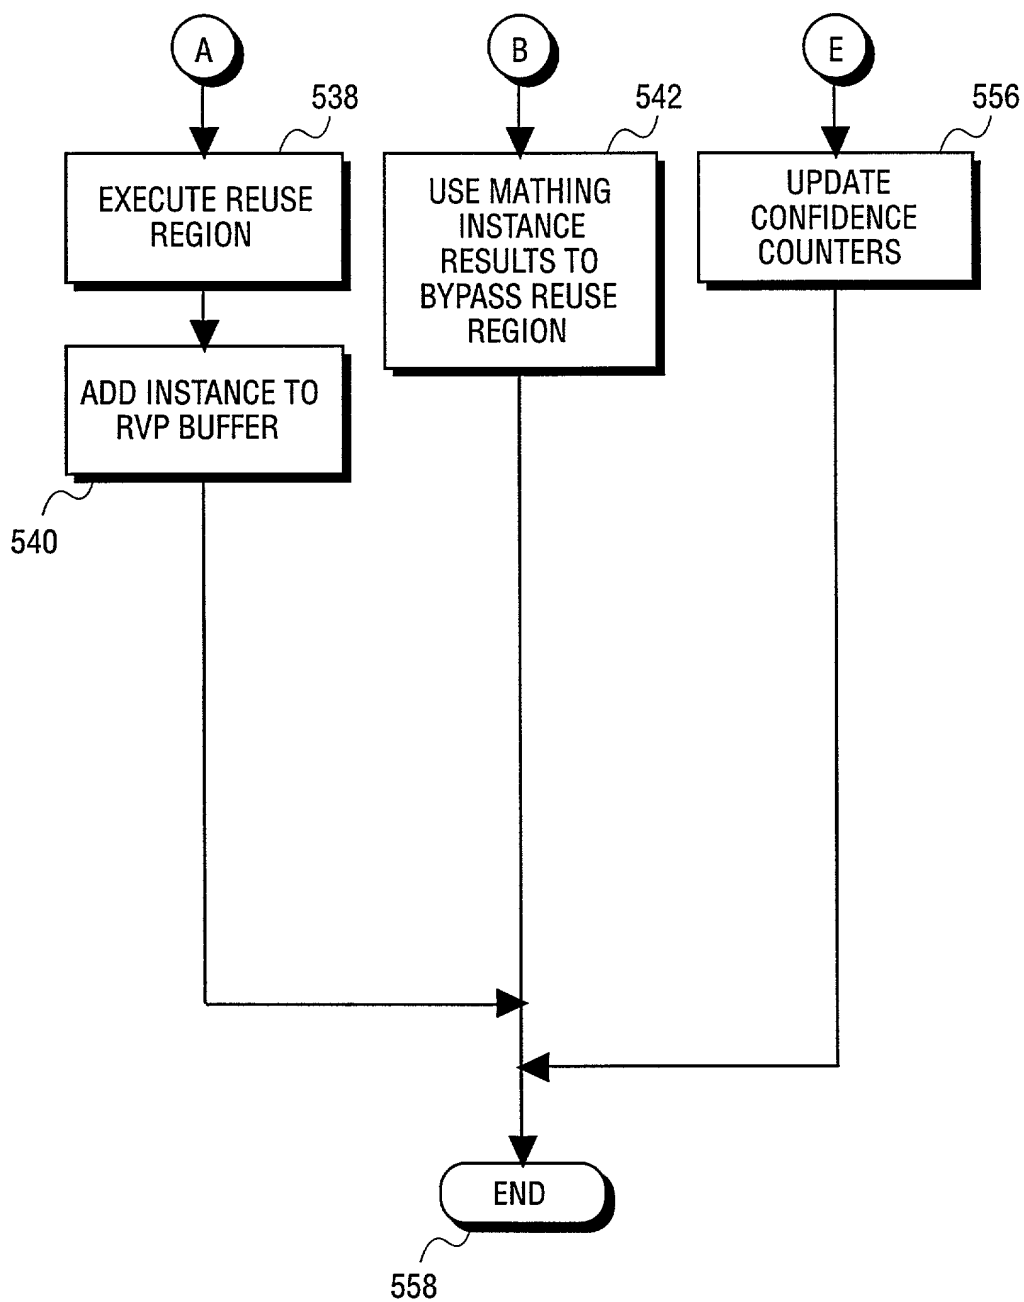 A
B
E
538
542
556
EXECUTE REUSE
REGION
USE MATHING
INSTANCE
RESULTS TO
BYPASS REUSE
REGION
UPDATE
CONFIDENCE
COUNTERS
ADD INSTANCE TO
RVP BUFFER
540
END
558